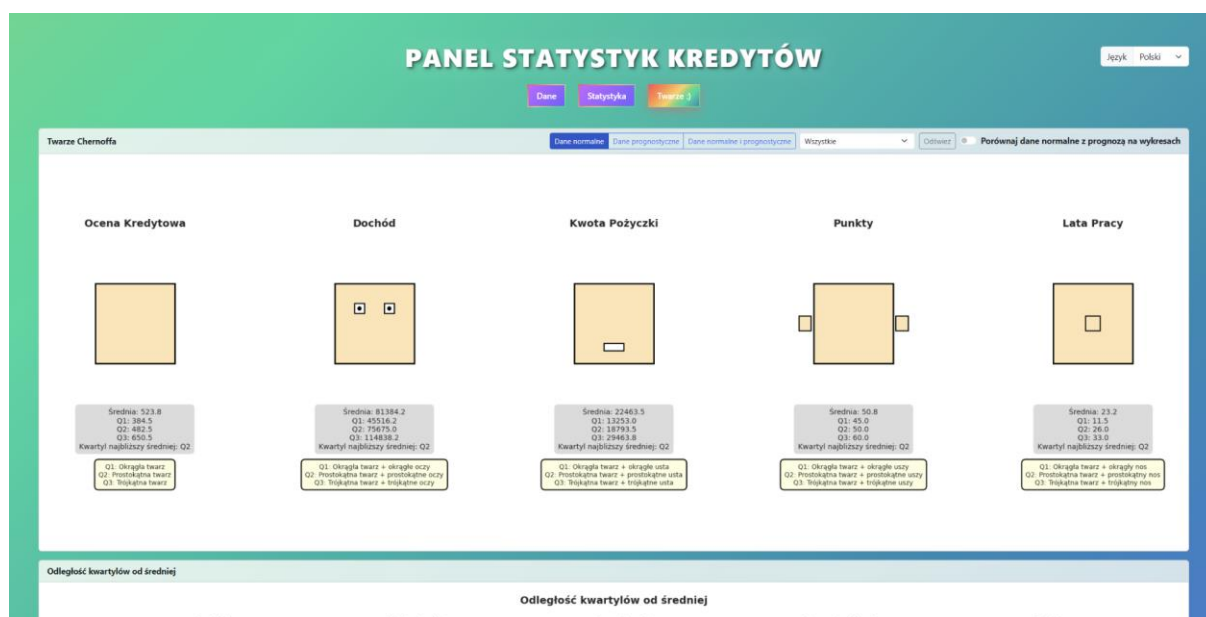 PANEL STATYSTYK KREDYTÓW
Język Polski
Dane Statystyka Twarze :)
Twarze Chernoffa Dane normalne Dane prognostyczne Dane normalne i prognostyczne Wszystkie Odśwież Porównaj dane normalne z prognozą na wykresach
Ocena Kredytowa
Średnia: 523.8
Q1: 384.5
Q2: 482.5
Q3: 650.5
Kwartyl najbliższy średniej: Q2
Q1: Okrągła twarz
Q2: Prostokątna twarz
Q3: Trójkątna twarz
Dochód
Średnia: 81384.2
Q1: 45516.2
Q2: 75675.0
Q3: 114838.2
Kwartyl najbliższy średniej: Q2
Q1: Okrągła twarz + okrągłe oczy
Q2: Prostokątna twarz + prostokątne oczy
Q3: Trójkątna twarz + trójkątne oczy
Kwota Pożyczki
Średnia: 22463.5
Q1: 13253.0
Q2: 18793.5
Q3: 29463.8
Kwartyl najbliższy średniej: Q2
Q1: Okrągła twarz + okrągłe usta
Q2: Prostokątna twarz + prostokątne usta
Q3: Trójkątna twarz + trójkątne usta
Punkty
Średnia: 50.8
Q1: 45.0
Q2: 50.0
Q3: 60.0
Kwartyl najbliższy średniej: Q2
Q1: Okrągła twarz + okrągłe uszy
Q2: Prostokątna twarz + prostokątne uszy
Q3: Trójkątna twarz + trójkątne uszy
Lata Pracy
Średnia: 23.2
Q1: 11.5
Q2: 26.0
Q3: 33.0
Kwartyl najbliższy średniej: Q2
Q1: Okrągła twarz + okrągły nos
Q2: Prostokątna twarz + prostokątny nos
Q3: Trójkątna twarz + trójkątny nos
Odległość kwartylów od średniej
Odległość kwartylów od średniej